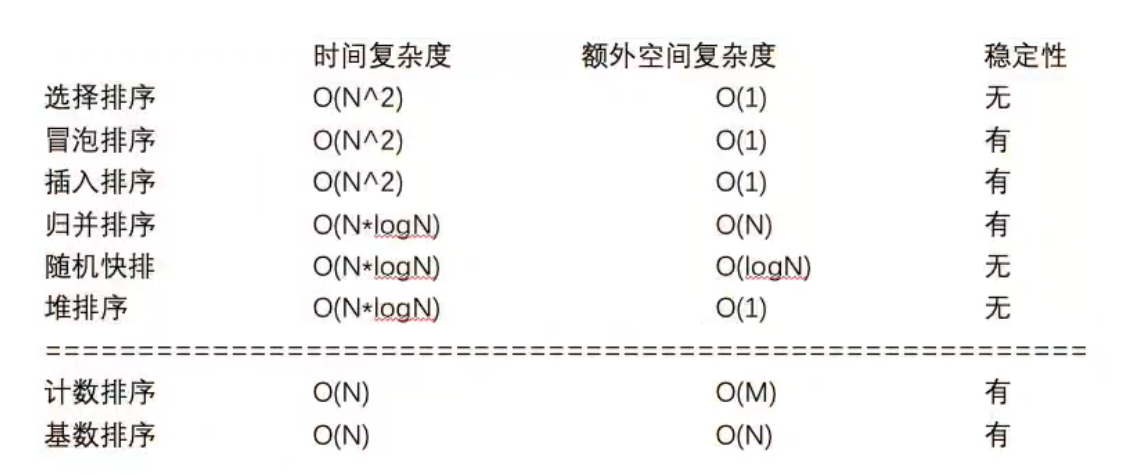 时间复杂度 额外空间复杂度 稳定性
选择排序 O(N^2) O(1) 无
冒泡排序 O(N^2) O(1) 有
插入排序 O(N^2) O(1) 有
归并排序 O(N*logN) O(N) 有
随机快排 O(N*logN) O(logN) 无
堆排序 O(N*logN) O(1) 无
=========================================================
计数排序 O(N) O(M) 有
基数排序 O(N) O(N) 有